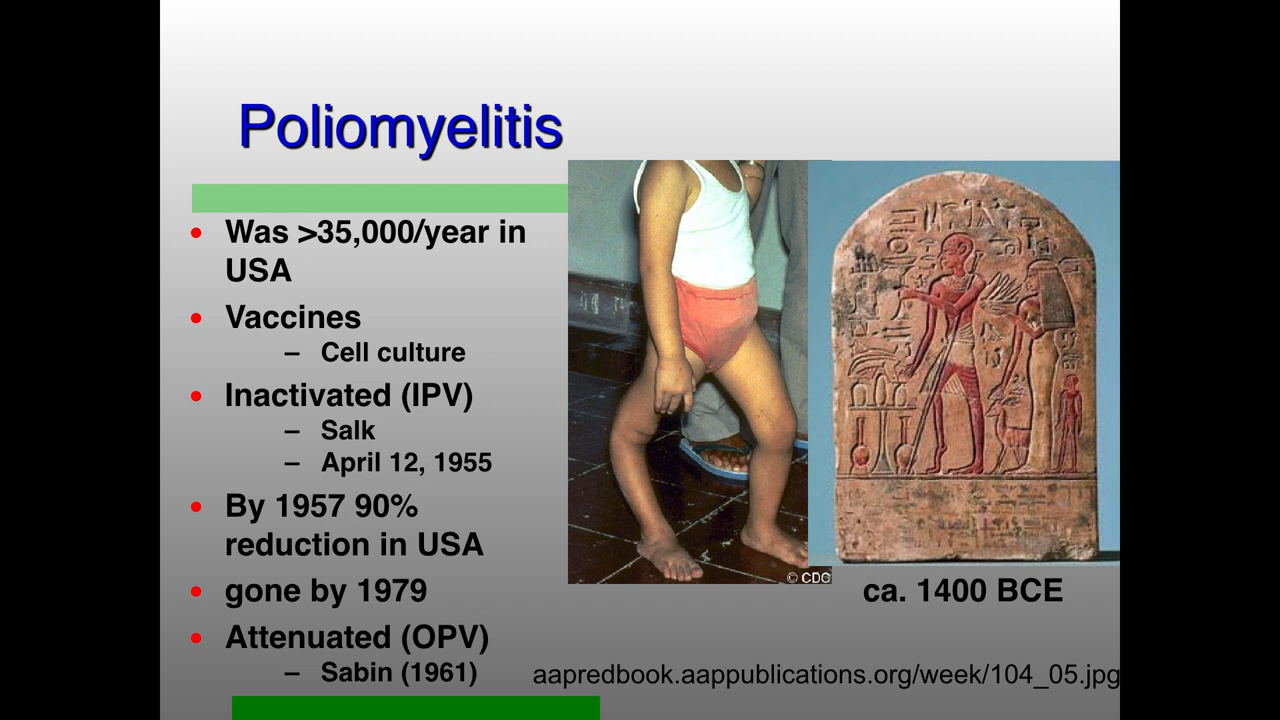 Poliomyelitis
• Was >35,000/year in
USA
• Vaccines
– Cell culture
• Inactivated (IPV)
– Salk
– April 12, 1955
• By 1957 90%
reduction in USA
• gone by 1979
• Attenuated (OPV)
– Sabin (1961)
© CDC
ca. 1400 BCE
aapredbook.aappublications.org/week/104_05.jpg